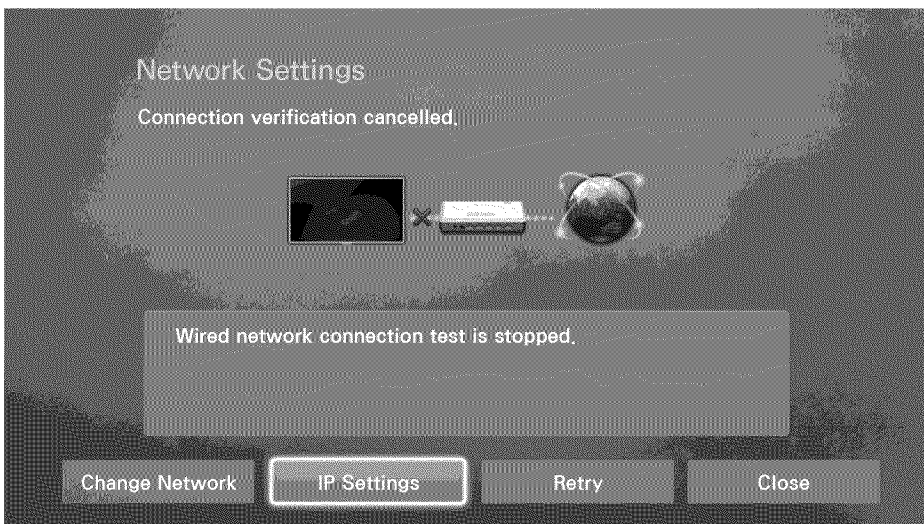 Network Settings
Connection verification cancelled.
Wired network connection test is stopped.
Change Network
IP Settings
Retry
Close